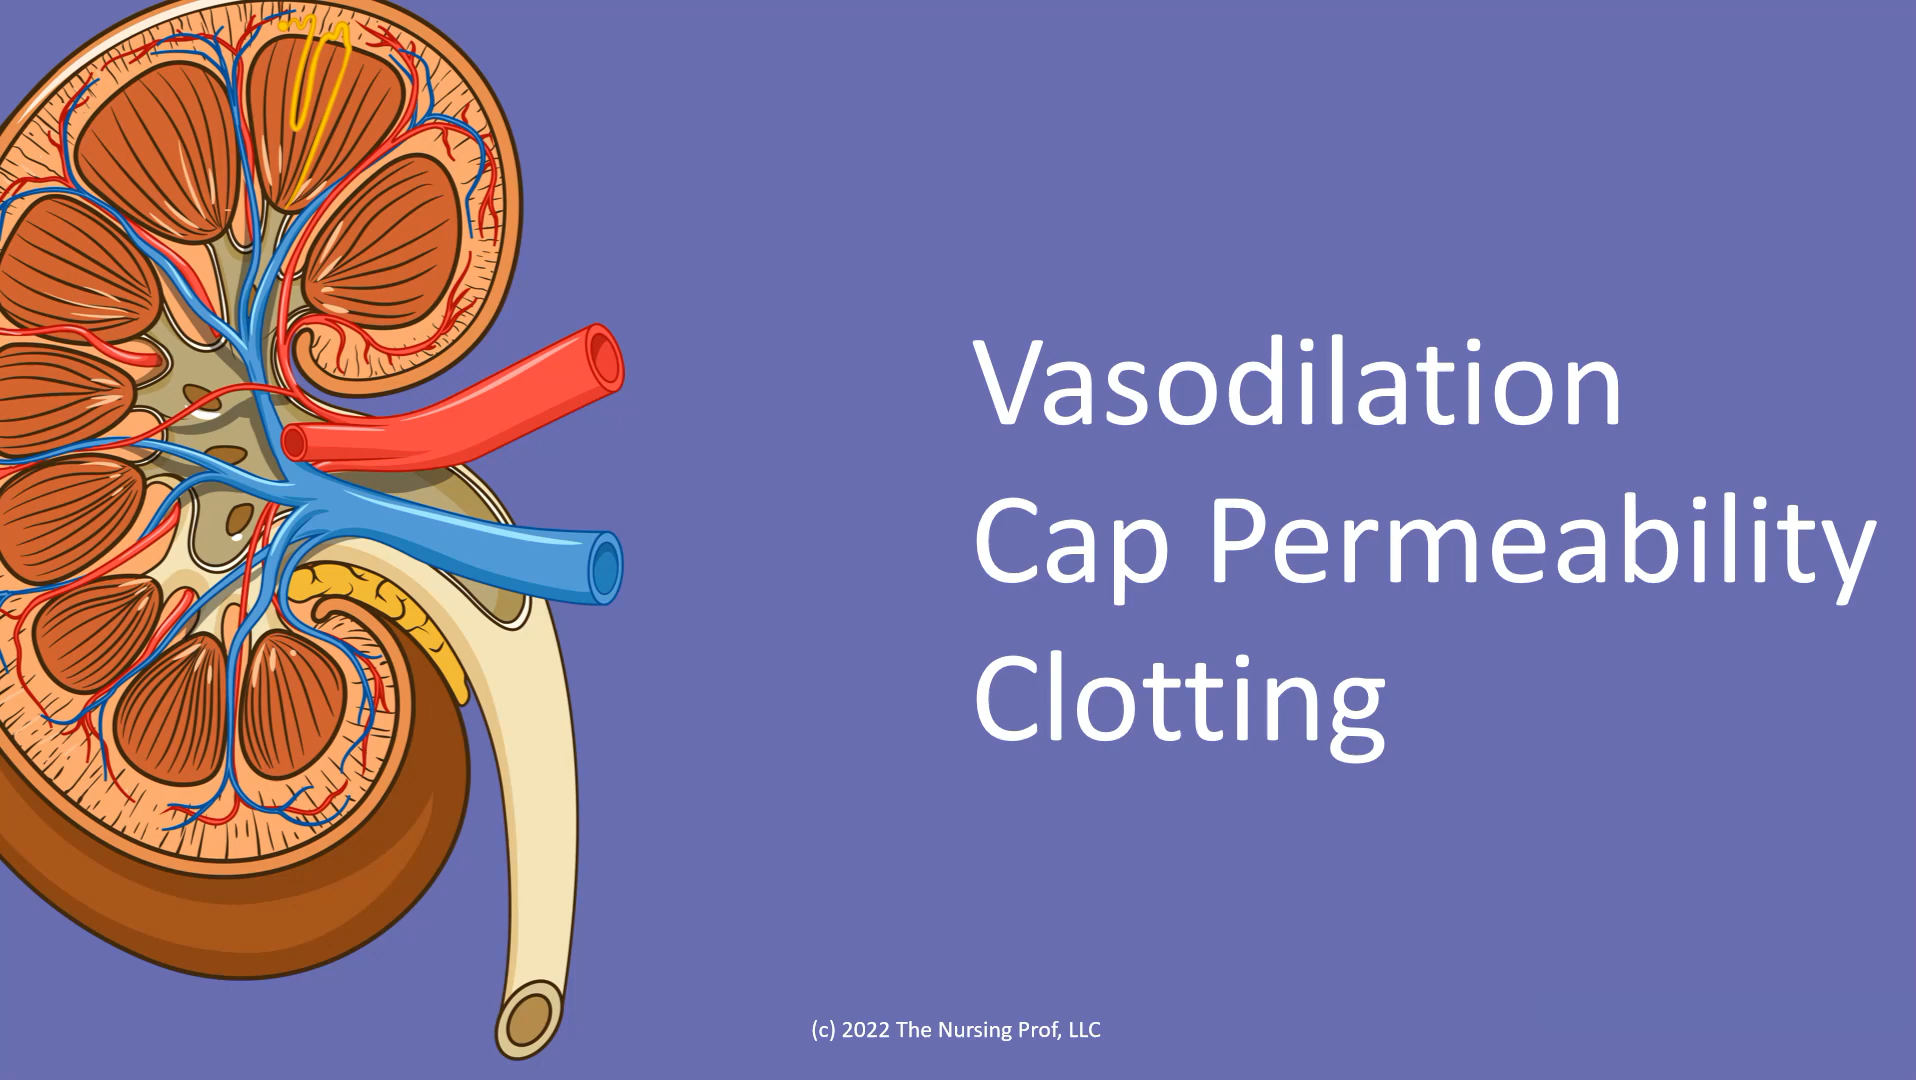 Vasodilation
Cap Permeability
Clotting
(c) 2022 The Nursing Prof, LLC